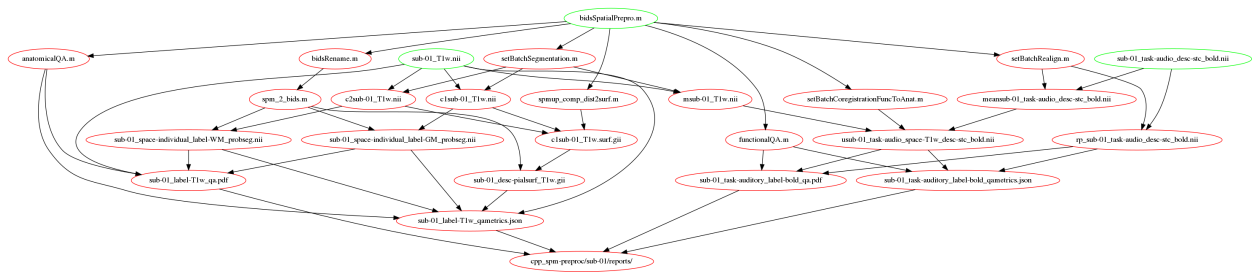 bidsSpatialPrepro.m
anatomicalQA.m
bidsRename.m
sub-01_T1w.nii
setBatchSegmentation.m
setBatchRealign.m
sub-01_task-audio_desc-stc_bold.nii
spm_2_bids.m
c2sub-01_T1w.nii
c1sub-01_T1w.nii
spmup_comp_dist2surf.m
msub-01_T1w.nii
setBatchCoregistrationFuncToAnat.m
meansub-01_task-audio_desc-stc_bold.nii
sub-01_space-individual_label-WM_probseg.nii
sub-01_space-individual_label-GM_probseg.nii
c1sub-01_T1w.surf.gii
functionalQA.m
usub-01_task-audio_space-T1w_desc-stc_bold.nii
rp_sub-01_task-audio_desc-stc_bold.nii
sub-01_label-T1w_qa.pdf
sub-01_desc-pialsurf_T1w.gii
sub-01_task-auditory_label-bold_qa.pdf
sub-01_task-auditory_label-bold_qametrics.json
sub-01_label-T1w_qametrics.json
cpp_spm-preproc/sub-01/reports/